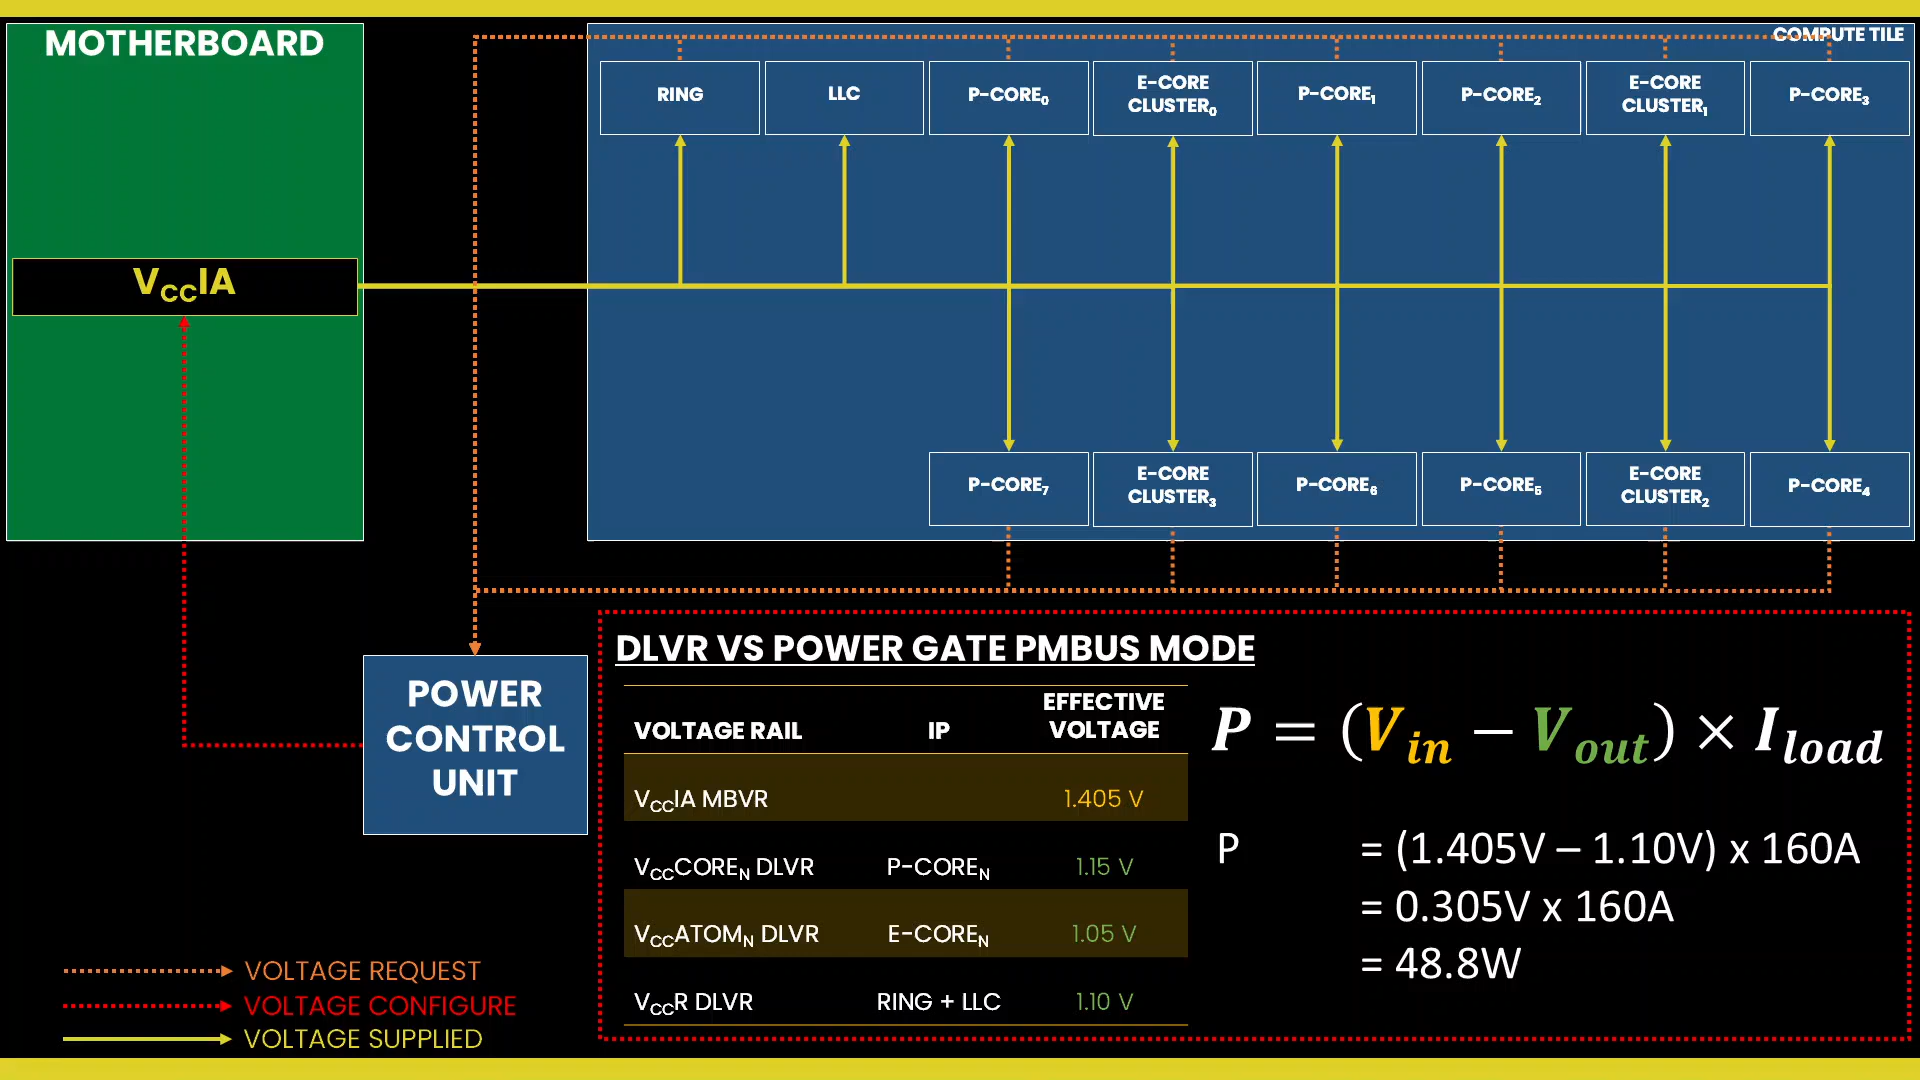 MOTHERBOARD
COMPUTE TILE
RING
LLC
P-CORE0
E-CORE
CLUSTER0
P-CORE1
P-CORE2
E-CORE
CLUSTER1
P-CORE3
VCCIA
P-CORE7
E-CORE
CLUSTER3
P-CORE6
P-CORE5
E-CORE
CLUSTER2
P-CORE4
POWER
CONTROL
UNIT
VOLTAGE REQUEST
VOLTAGE CONFIGURE
VOLTAGE SUPPLIED
DLVR VS POWER GATE PMBUS MODE
VOLTAGE RAIL IP EFFECTIVE VOLTAGE
VCCIA MBVR 1.405 V
VCCCOREN DLVR P-COREN 1.15 V
VCCATOMN DLVR E-COREN 1.05 V
VCCR DLVR RING + LLC 1.10 V
P = (Vin − Vout) × Iload
P = (1.405V – 1.10V) x 160A
= 0.305V x 160A
= 48.8W